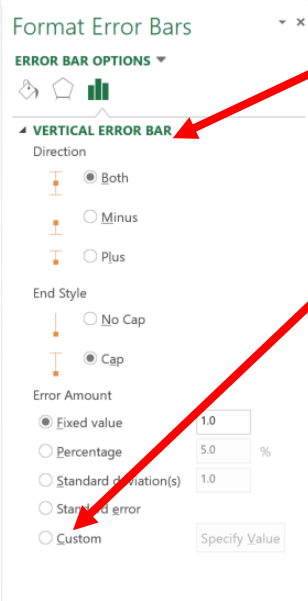 Format Error Bars
ERROR BAR OPTIONS
VERTICAL ERROR BAR
Direction
Both
Minus
Plus
End Style
No Cap
Cap
Error Amount
Fixed value 1.0
Percentage 5.0 %
Standard deviation(s) 1.0
Standard error
Custom Specify Value